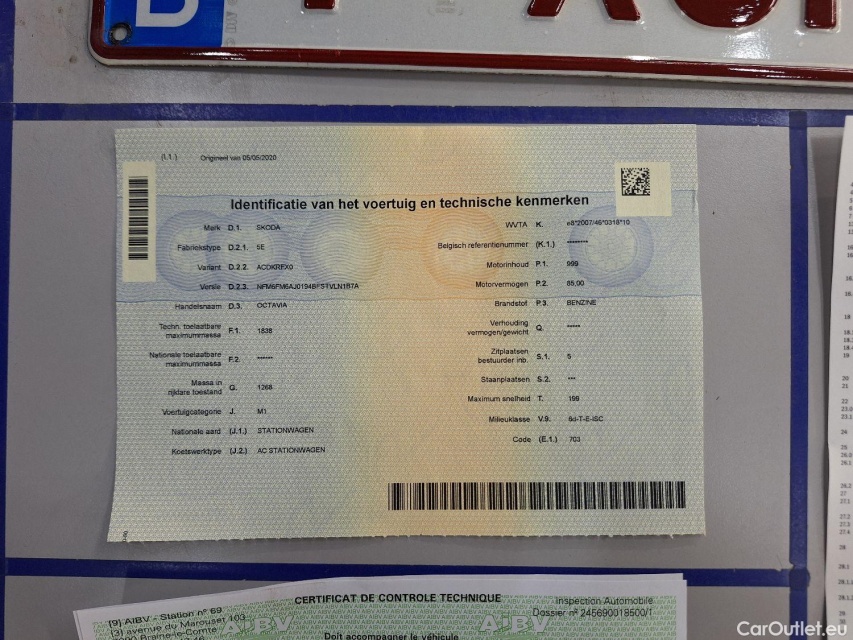 B
(1.1.) Origineel van 05/05/2020
Identificatie van het voertuig en technische kenmerken
Merk D.1. SKODA
Fabriekstype D.2.1. 5E
Variant D.2.2. ACDKRFX0
Versie D.2.3. NFM6FM6AJ0194BFSTVLN1B7A
Handelsnaam D.3. OCTAVIA
Techn. toelaatbare
maximummassa F.1. 1838
Nationale toelaatbare
maximummassa F.2. ******
Massa in
rijklare toestand G. 1268
Voertuigcategorie J. M1
Nationale aard (J.1.) STATIONWAGEN
Koetswerktype (J.2.) AC STATIONWAGEN
WVTA K. e8*2007/46*0318*10
Belgisch referentienummer (K.1.) ********
Motorinhoud P.1. 999
Motorvermogen P.2. 85,00
Brandstof P.3. BENZINE
Verhouding
vermogen/gewicht Q. *****
Zitplaatsen
bestuurder inb. S.1. 5
Staanplaatsen S.2. ***
Maximum snelheid T. 199
Milieuklasse V.9. 6d-T-E-ISC
Code (E.1.) 703
CERTIFICAT DE CONTROLE TECHNIQUE
[9] AIBV - Station n° 69
[3] avenue du Marouset 103
Braine-le-Comte
Inspection Automobile
Dossier n° 245690018500/1
AIBV
Doit accompagner le véhicule
CarOutlet.eu